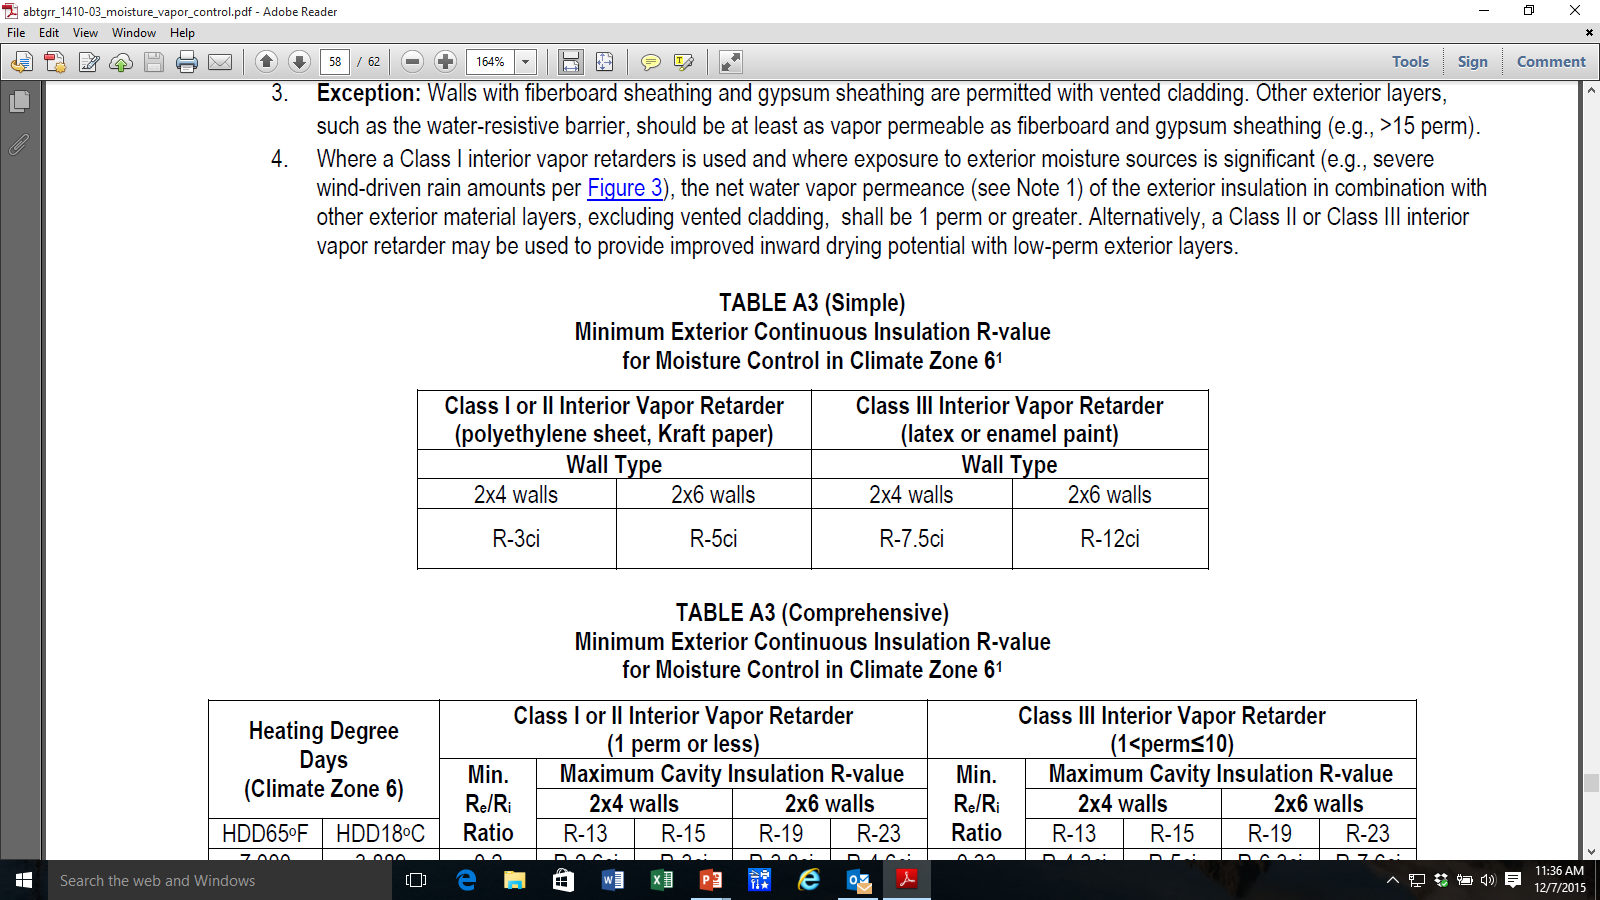 abtgrr_1410-03_moisture_vapor_control.pdf - Adobe Reader
File Edit View Window Help
58 / 62 164% Tools Sign Comment
3. Exception: Walls with fiberboard sheathing and gypsum sheathing are permitted with vented cladding. Other exterior layers,
such as the water-resistive barrier, should be at least as vapor permeable as fiberboard and gypsum sheathing (e.g., >15 perm).
4. Where a Class I interior vapor retarders is used and where exposure to exterior moisture sources is significant (e.g., severe
wind-driven rain amounts per Figure 3), the net water vapor permeance (see Note 1) of the exterior insulation in combination with
other exterior material layers, excluding vented cladding, shall be 1 perm or greater. Alternatively, a Class II or Class III interior
vapor retarder may be used to provide improved inward drying potential with low-perm exterior layers.
TABLE A3 (Simple)
Minimum Exterior Continuous Insulation R-value
for Moisture Control in Climate Zone 6¹
Class I or II Interior Vapor Retarder Class III Interior Vapor Retarder
(polyethylene sheet, Kraft paper) (latex or enamel paint)
Wall Type Wall Type
2x4 walls 2x6 walls 2x4 walls 2x6 walls
R-3ci R-5ci R-7.5ci R-12ci
TABLE A3 (Comprehensive)
Minimum Exterior Continuous Insulation R-value
for Moisture Control in Climate Zone 6¹
Heating Degree Days (Climate Zone 6) Class I or II Interior Vapor Retarder Class III Interior Vapor Retarder
(1 perm or less) (1<perm≤10)
Min. Re/Ri Ratio Maximum Cavity Insulation R-value Min. Re/Ri Ratio Maximum Cavity Insulation R-value
2x4 walls 2x6 walls 2x4 walls 2x6 walls
HDD65ºF HDD18ºC R-13 R-15 R-19 R-23 R-13 R-15 R-19 R-23
Search the web and Windows
11:36 AM
12/7/2015